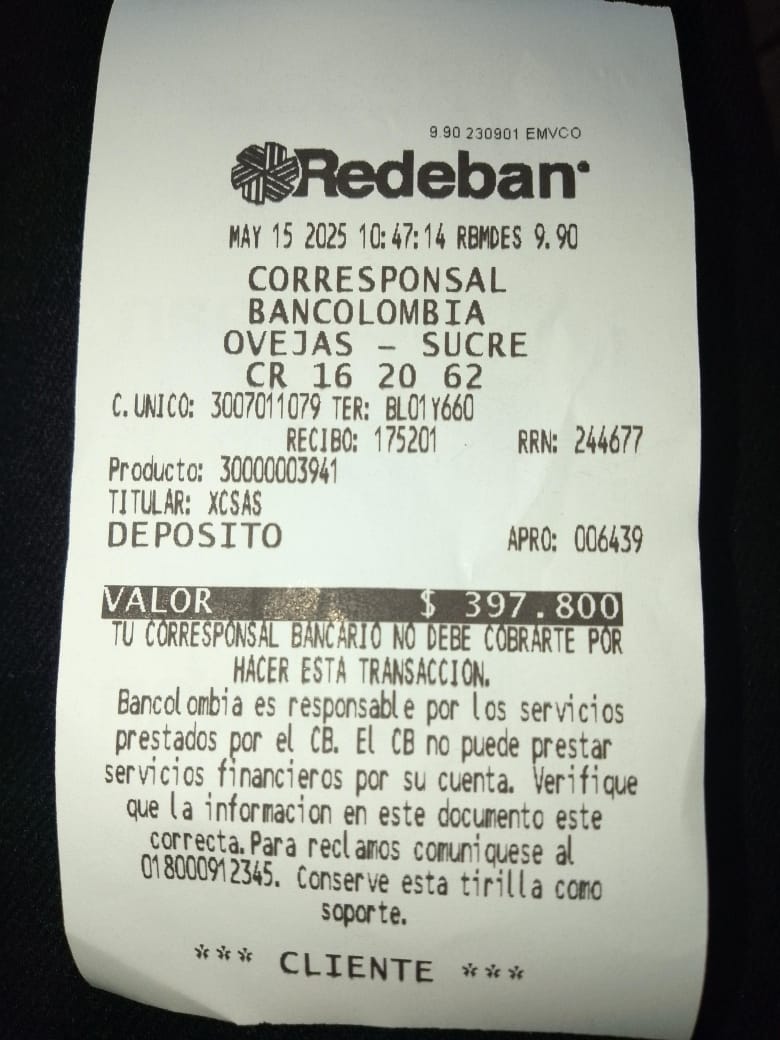 9.90 230901 EMVCO
Redeban
MAY 15 2025 10:47:14 RBMDES 9.90
CORRESPONSAL
BANCOLOMBIA
OVEJAS - SUCRE
CR 16 20 62
C.UNICO: 3007011079 TER: BL01Y660
RECIBO: 175201 RRN: 244677
Producto: 30000003941
TITULAR: XCSAS
DEPOSITO APRO: 006439
VALOR $ 397.800
TU CORRESPONSAL BANCARIO NO DEBE COBRARTE POR
HACER ESTA TRANSACCION.
Bancolombia es responsable por los servicios
prestados por el CB. El CB no puede prestar
servicios financieros por su cuenta. Verifique
que la informacion en este documento este
correcta.Para reclamos comuniquese al
018000912345. Conserve esta tirilla como
soporte.
*** CLIENTE ***